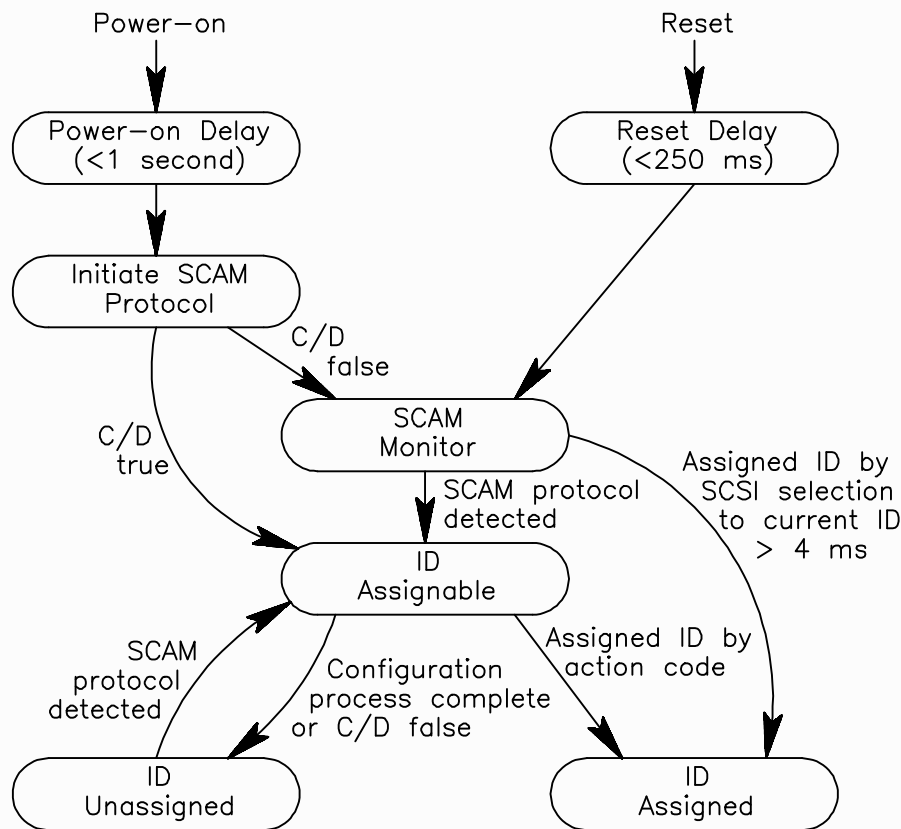 Power-on
Reset
Power-on Delay
(<1 second)
Reset Delay
(<250 ms)
Initiate SCAM
Protocol
C/D
false
C/D
true
SCAM
Monitor
Assigned ID by
SCSI selection
to current ID
> 4 ms
SCAM protocol
detected
ID
Assignable
SCAM
protocol
detected
Configuration
process complete
or C/D false
Assigned ID by
action code
ID
Unassigned
ID
Assigned